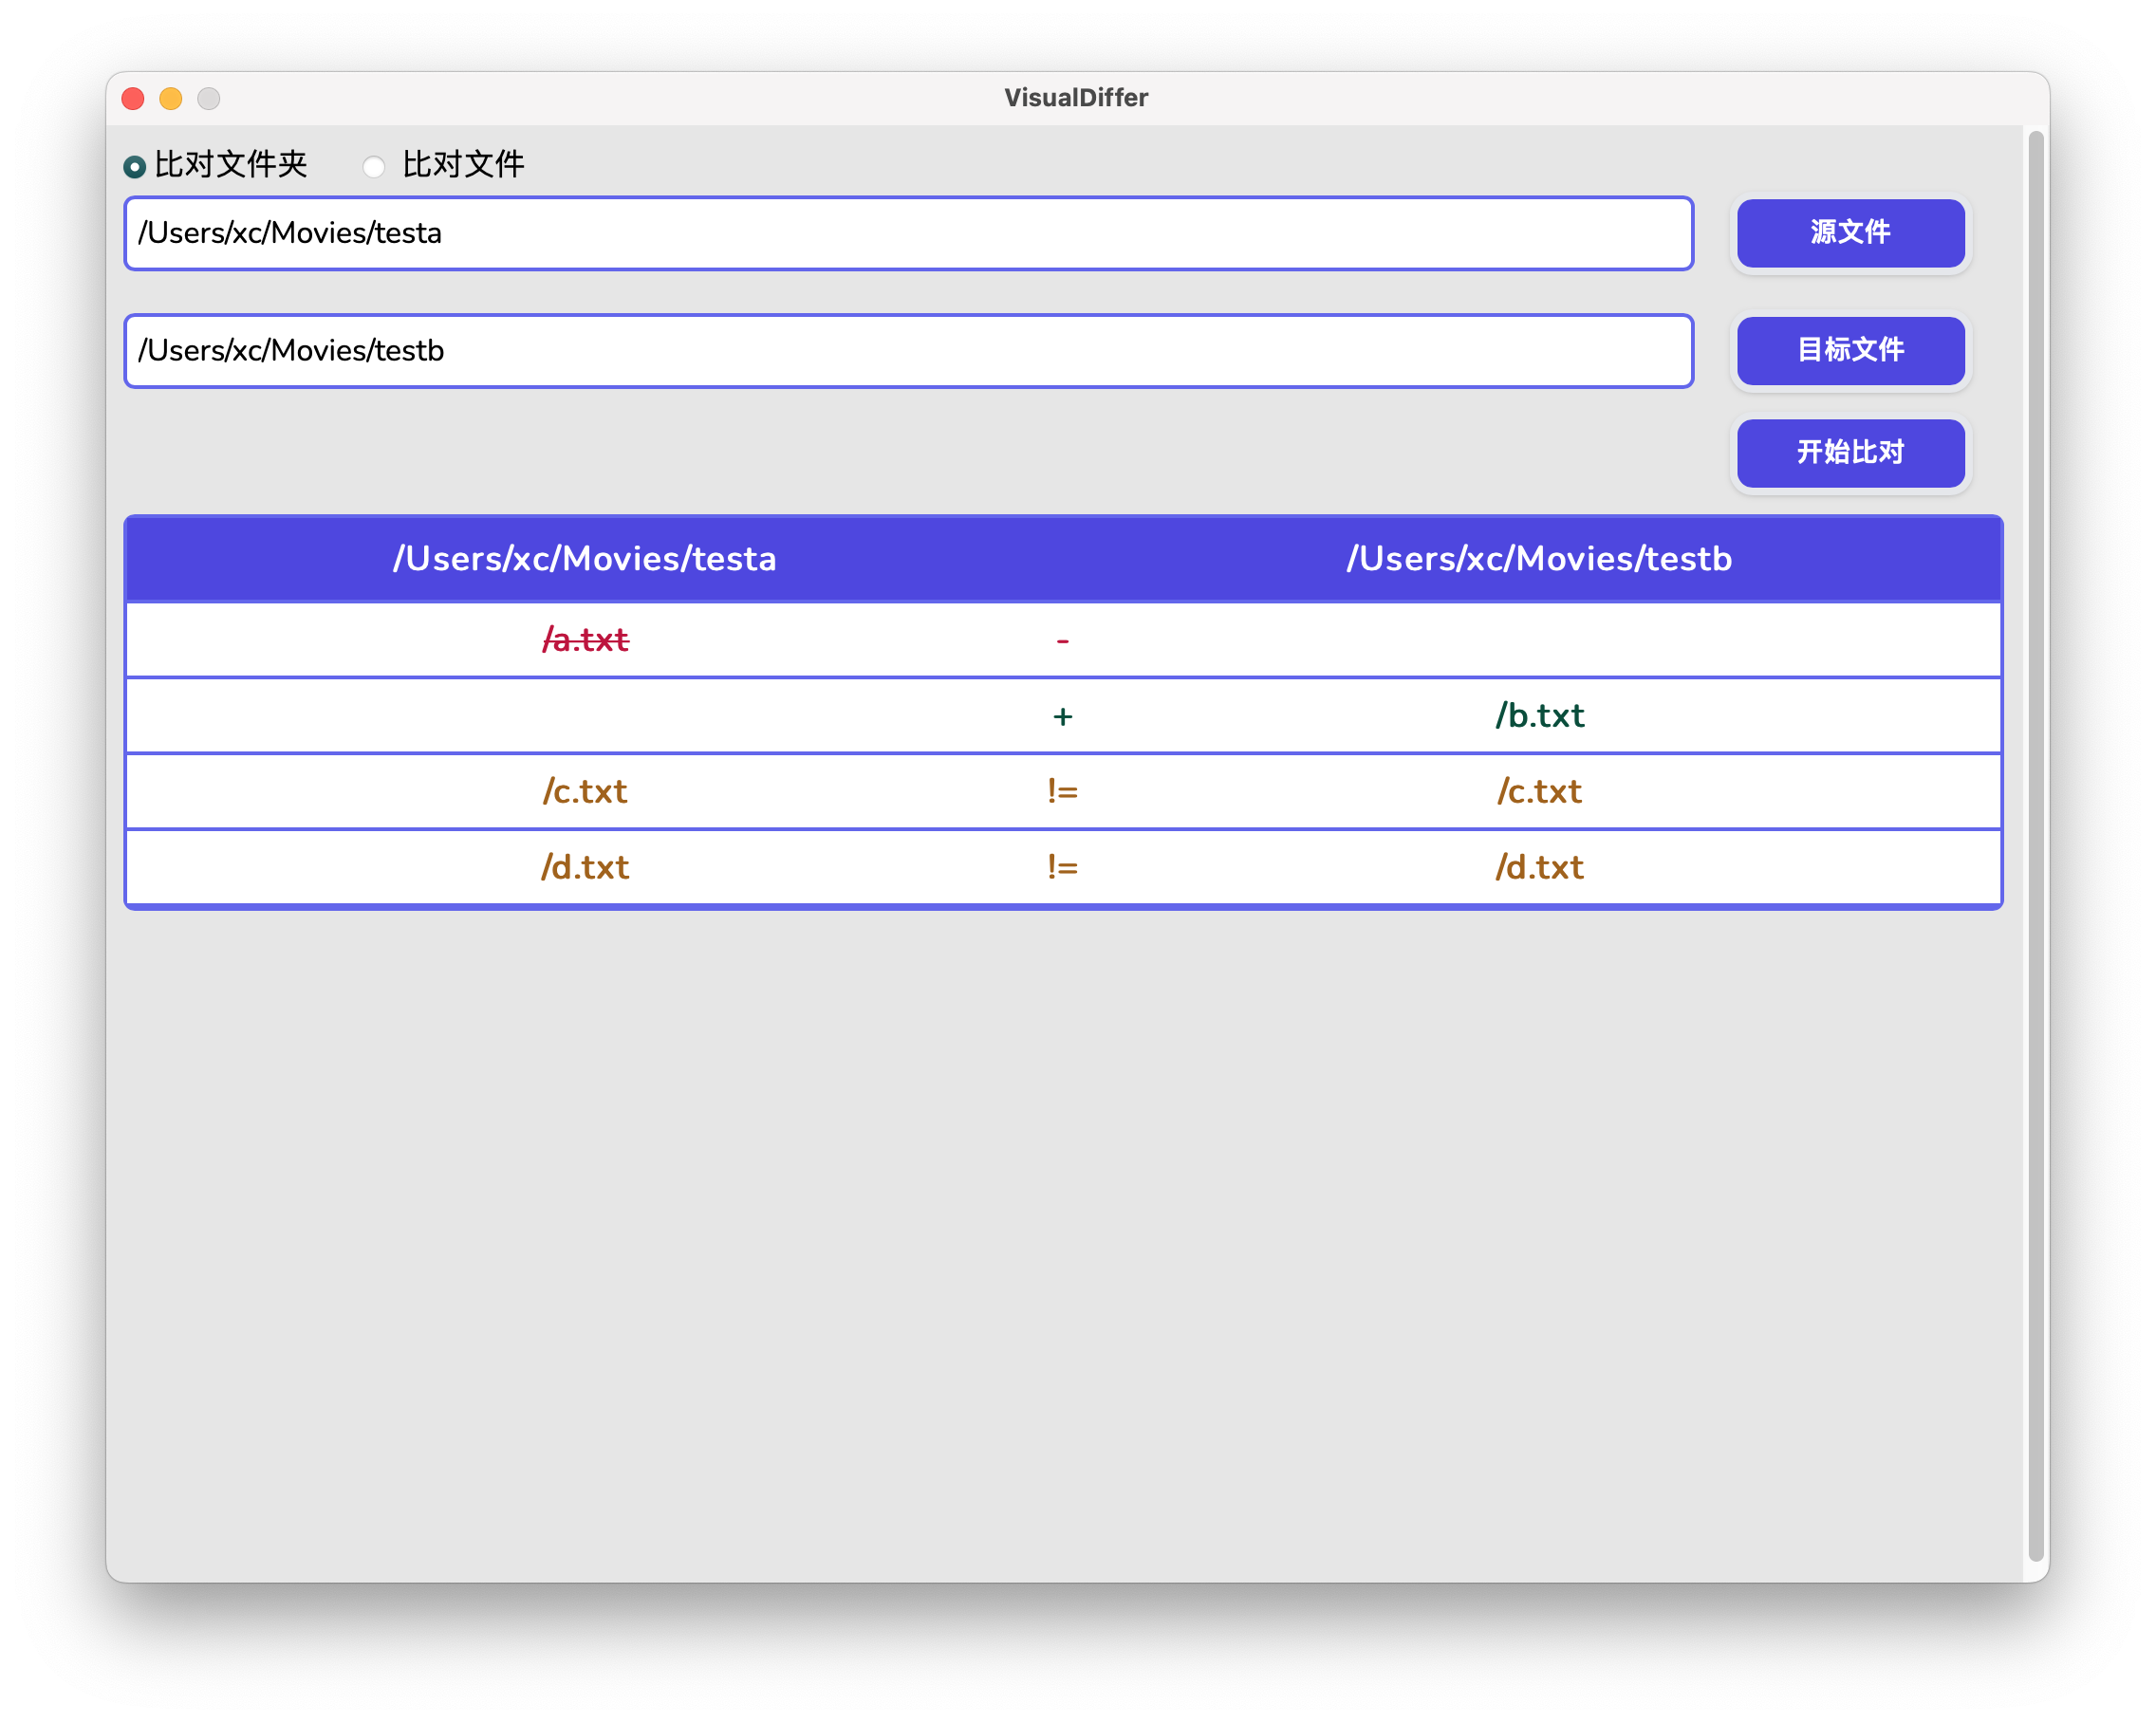 VisualDiffer
比对文件夹 比对文件
/Users/xc/Movies/testa 源文件
/Users/xc/Movies/testb 目标文件
开始比对
/Users/xc/Movies/testa /Users/xc/Movies/testb
/a.txt -
+ /b.txt
/c.txt != /c.txt
/d.txt != /d.txt